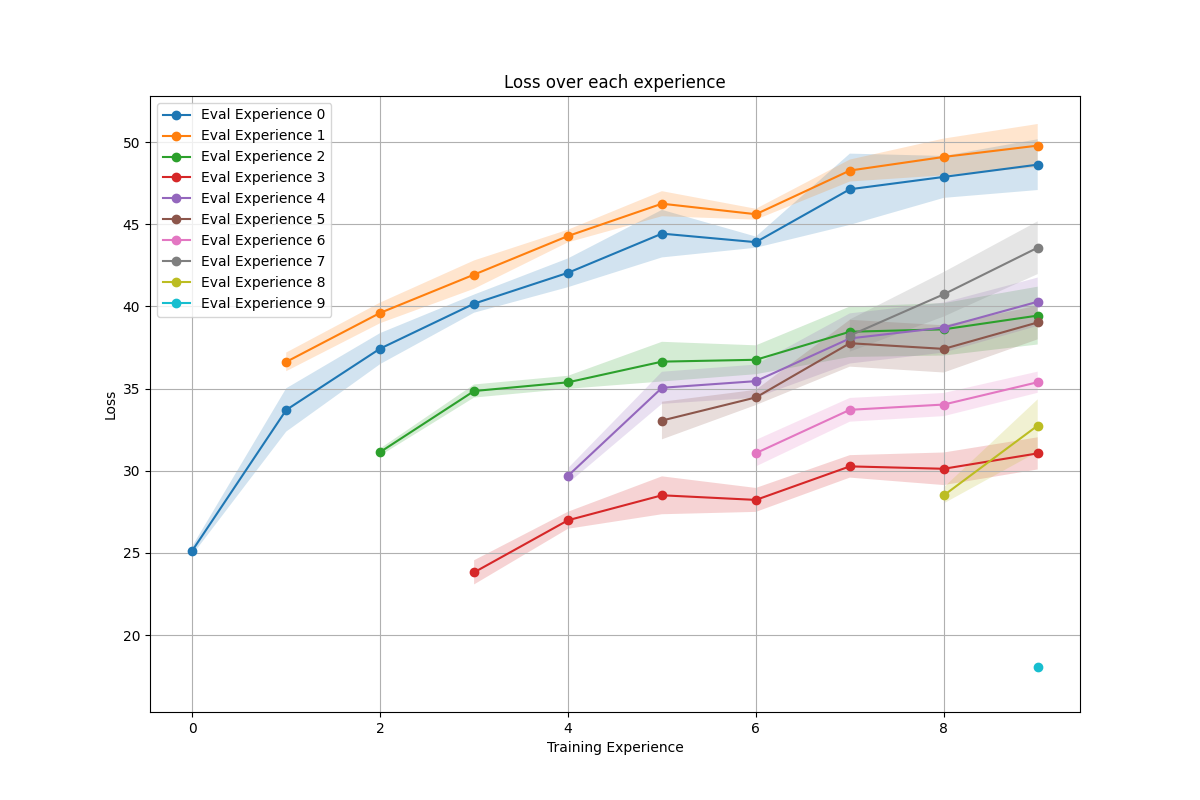 Loss over each experience
Eval Experience 0
Eval Experience 1
Eval Experience 2
Eval Experience 3
Eval Experience 4
Eval Experience 5
Eval Experience 6
Eval Experience 7
Eval Experience 8
Eval Experience 9
50
45
40
35
30
25
20
Loss
0 2 4 6 8
Training Experience